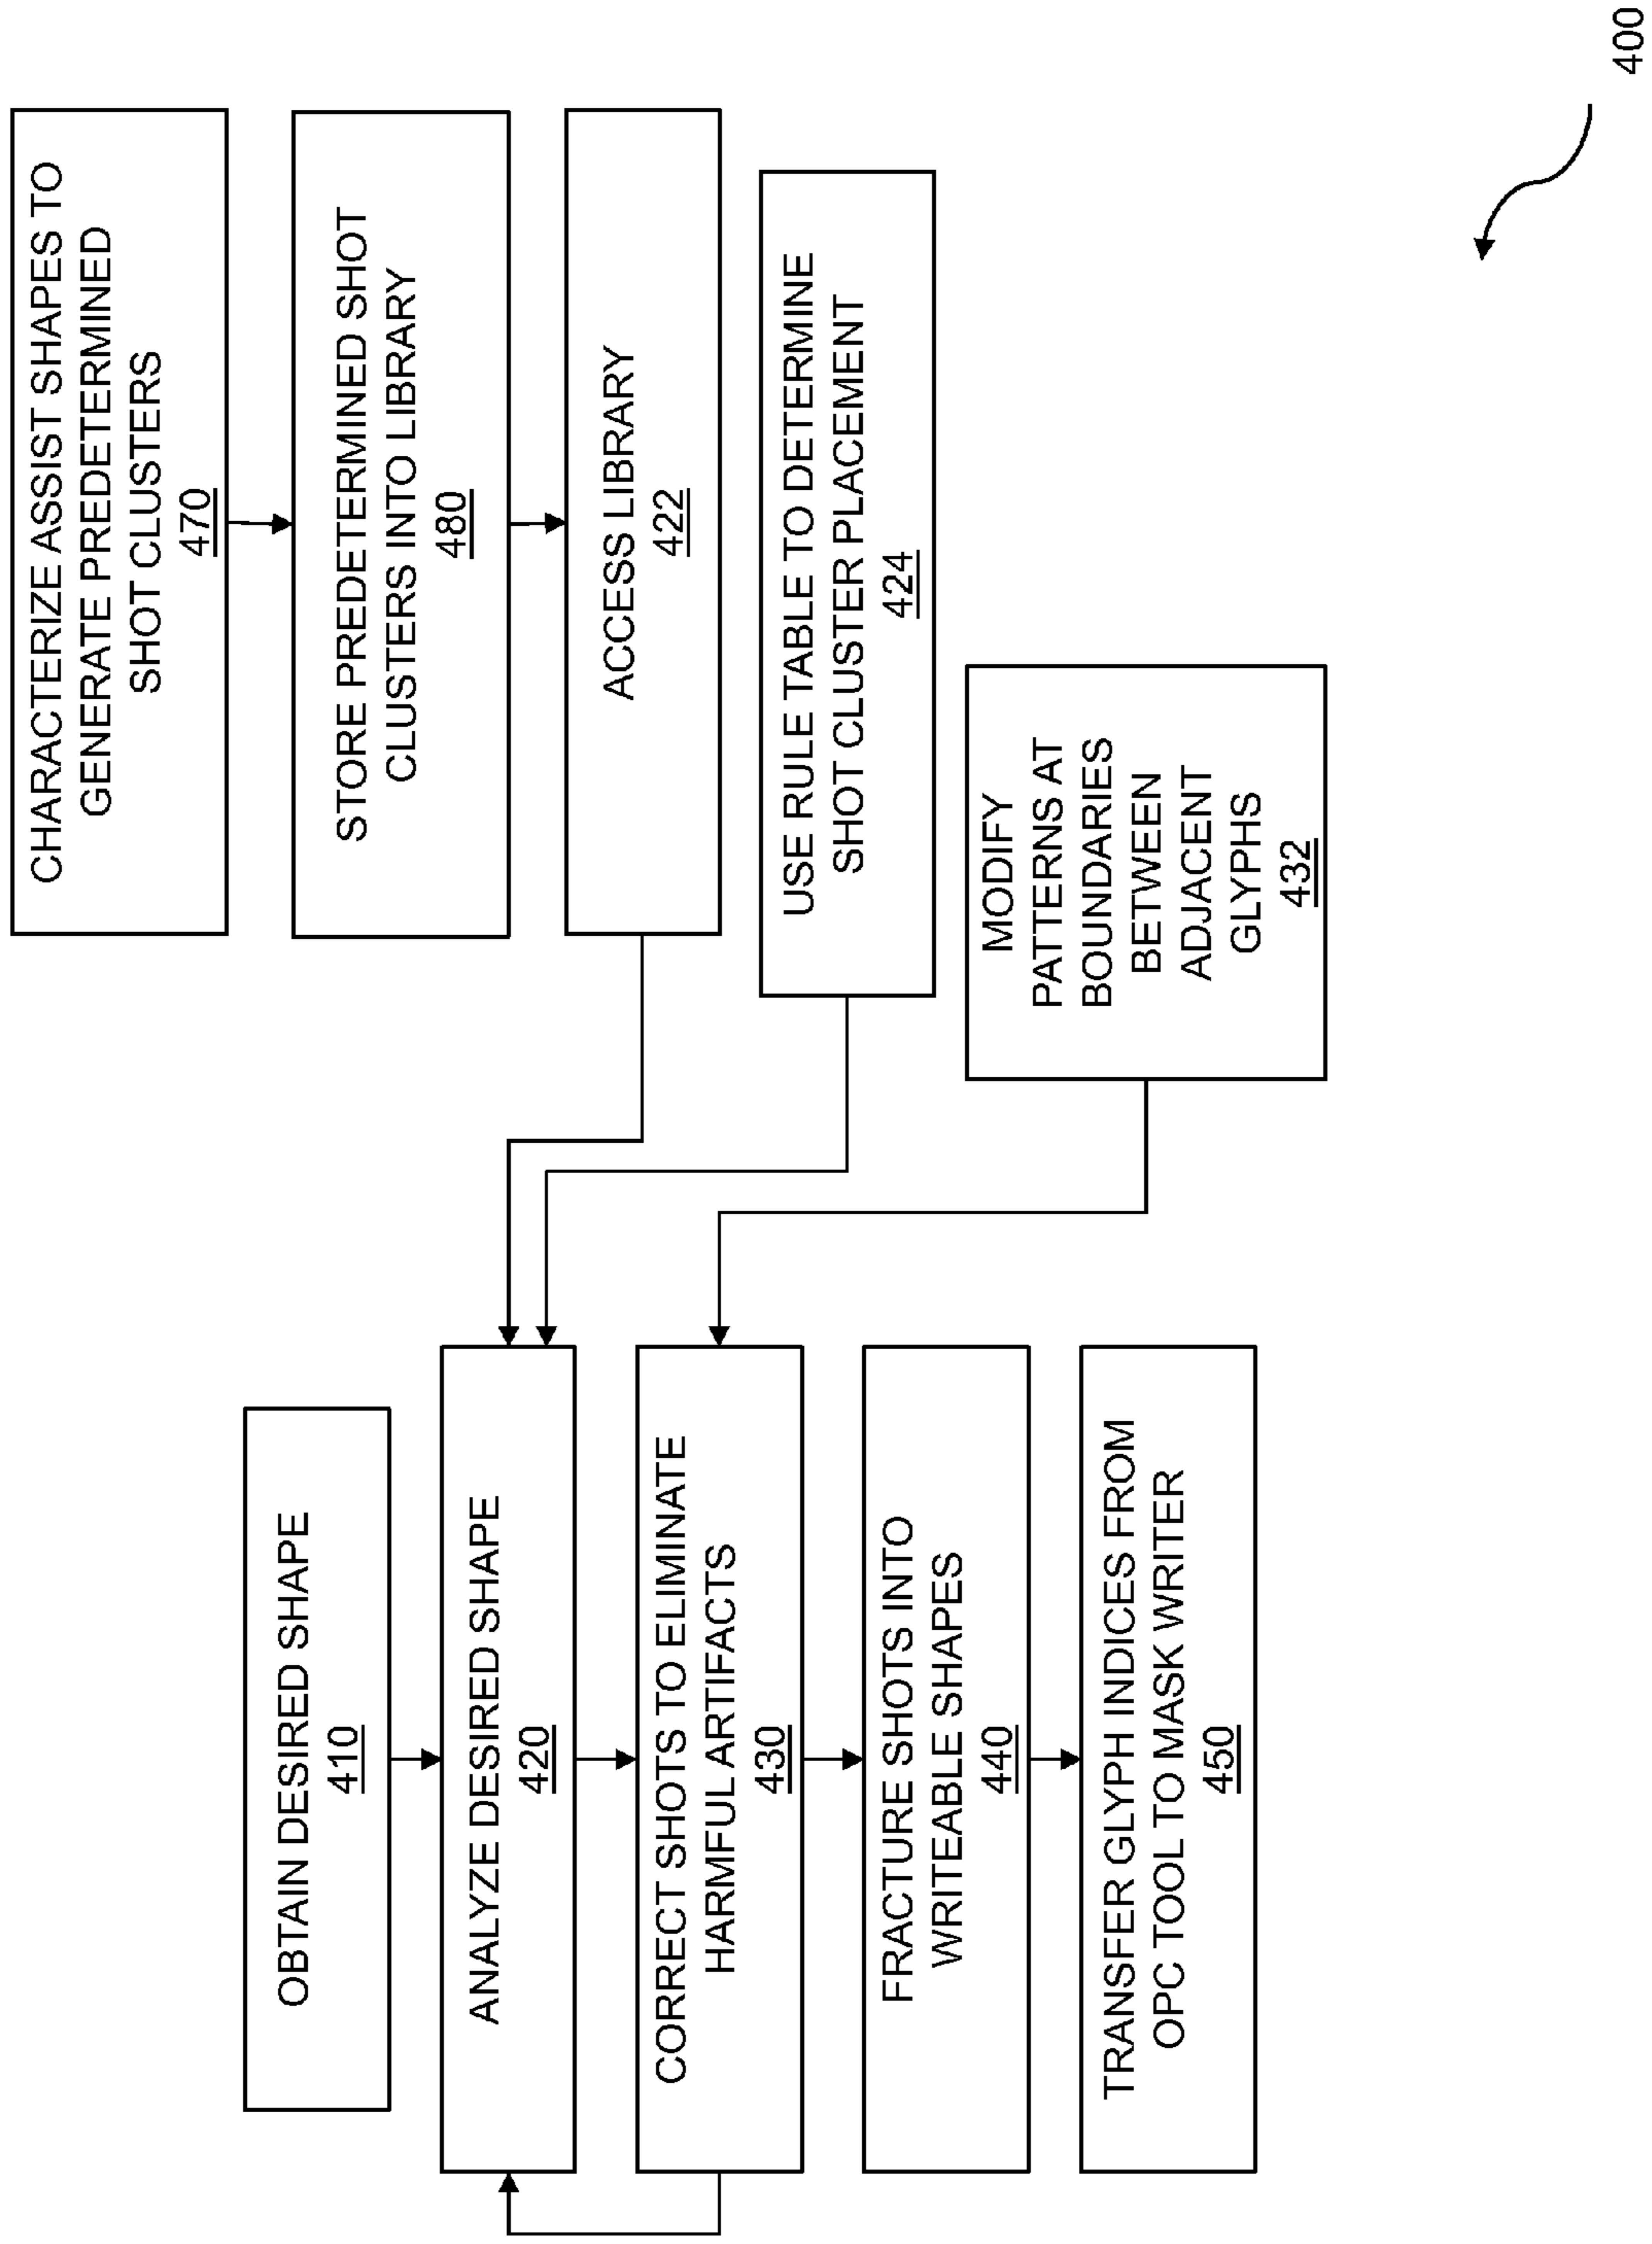 OBTAIN DESIRED SHAPE
410
ANALYZE DESIRED SHAPE
420
CORRECT SHOTS TO ELIMINATE
HARMFUL ARTIFACTS
430
FRACTURE SHOTS INTO
WRITEABLE SHAPES
440
TRANSFER GLYPH INDICES FROM
OPC TOOL TO MASK WRITER
450
CHARACTERIZE ASSIST SHAPES TO
GENERATE PREDETERMINED
SHOT CLUSTERS
470
STORE PREDETERMINED SHOT
CLUSTERS INTO LIBRARY
480
ACCESS LIBRARY
422
USE RULE TABLE TO DETERMINE
SHOT CLUSTER PLACEMENT
424
MODIFY
PATTERNS AT
BOUNDARIES
BETWEEN
ADJACENT
GLYPHS
432
400